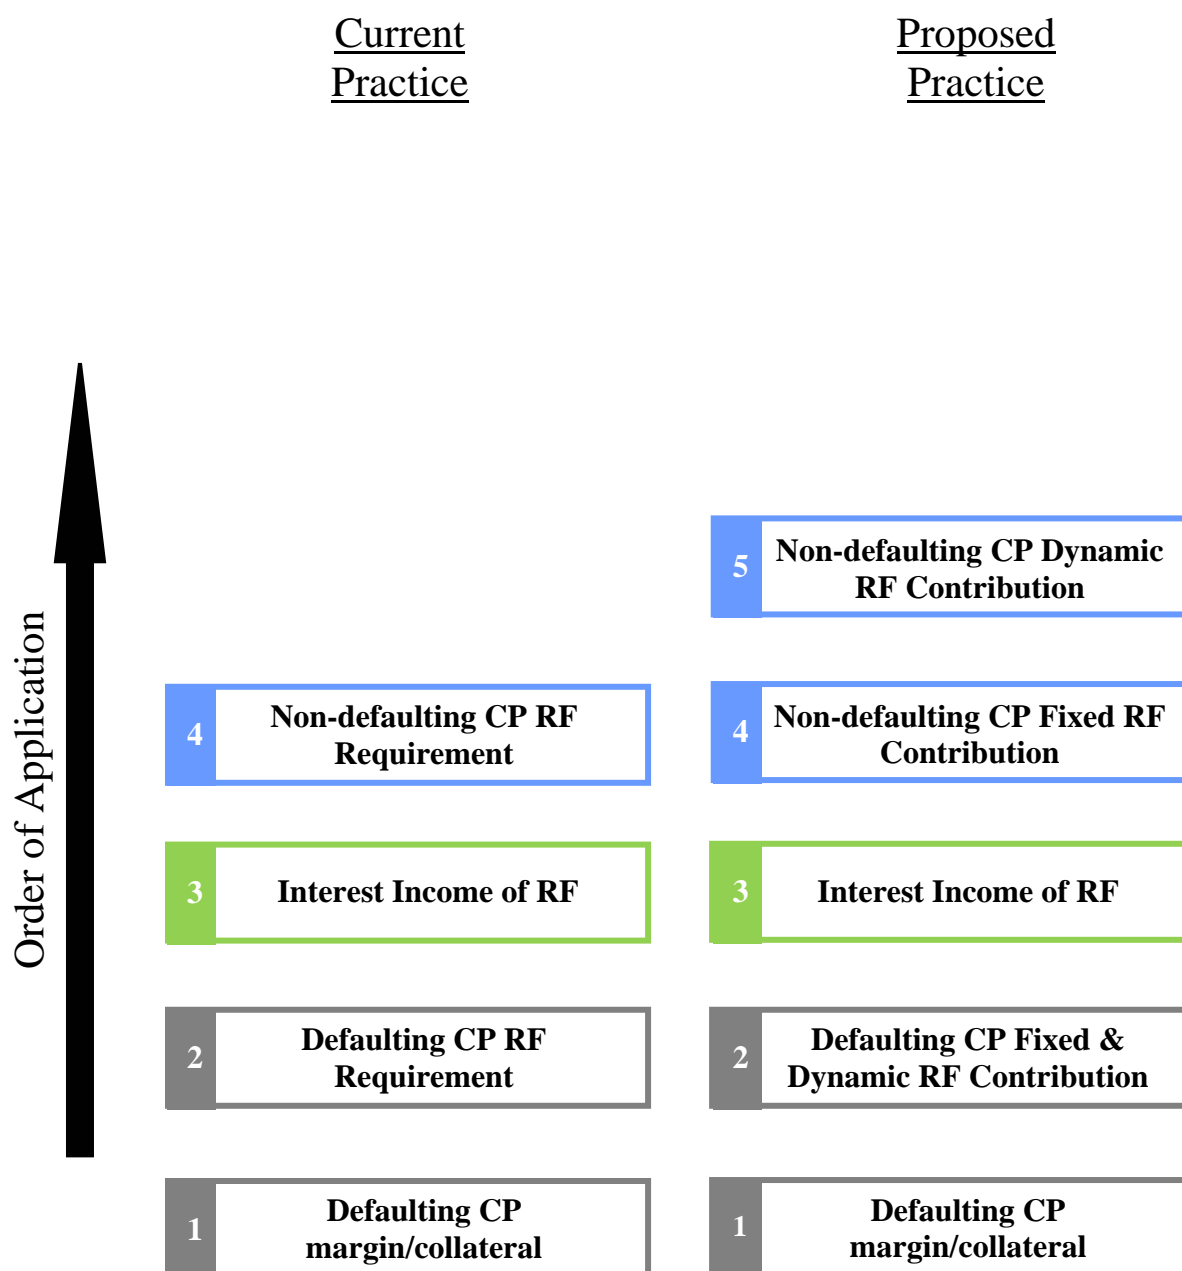 Current
Practice
Proposed
Practice
Order of Application
5
Non-defaulting CP Dynamic
RF Contribution
4
Non-defaulting CP RF
Requirement
4
Non-defaulting CP Fixed RF
Contribution
3
Interest Income of RF
3
Interest Income of RF
2
Defaulting CP RF
Requirement
2
Defaulting CP Fixed &
Dynamic RF Contribution
1
Defaulting CP
margin/collateral
1
Defaulting CP
margin/collateral